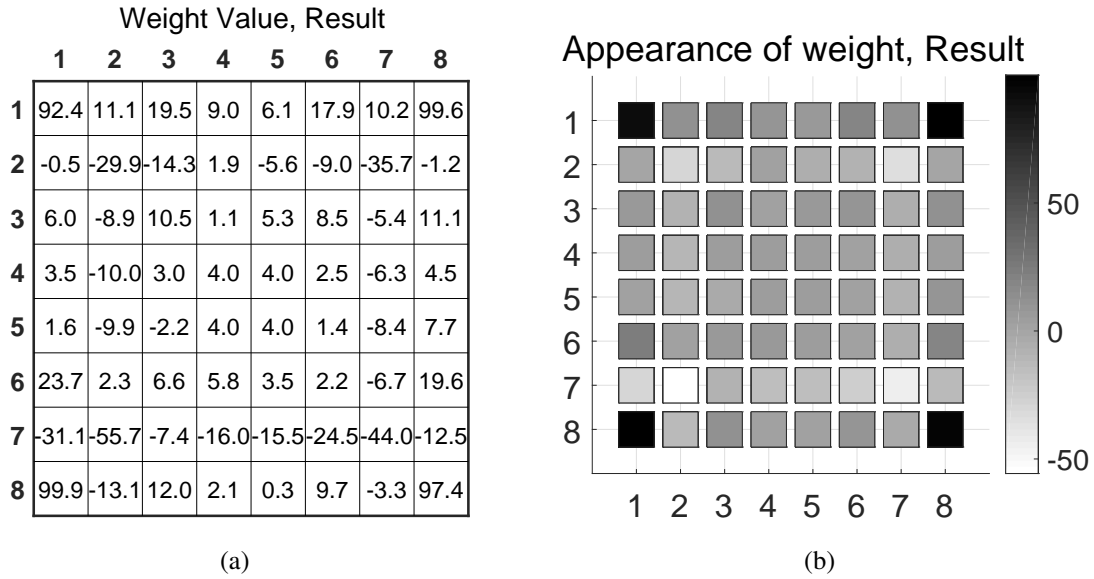 Weight Value, Result
1 2 3 4 5 6 7 8
1 92.4 11.1 19.5 9.0 6.1 17.9 10.2 99.6
2 -0.5 -29.9 -14.3 1.9 -5.6 -9.0 -35.7 -1.2
3 6.0 -8.9 10.5 1.1 5.3 8.5 -5.4 11.1
4 3.5 -10.0 3.0 4.0 4.0 2.5 -6.3 4.5
5 1.6 -9.9 -2.2 4.0 4.0 1.4 -8.4 7.7
6 23.7 2.3 6.6 5.8 3.5 2.2 -6.7 19.6
7 -31.1 -55.7 -7.4 -16.0 -15.5 -24.5 -44.0 -12.5
8 99.9 -13.1 12.0 2.1 0.3 9.7 -3.3 97.4
(a)
Appearance of weight, Result
1
2
3
4
5
6
7
8
1 2 3 4 5 6 7 8
50
0
-50
(b)